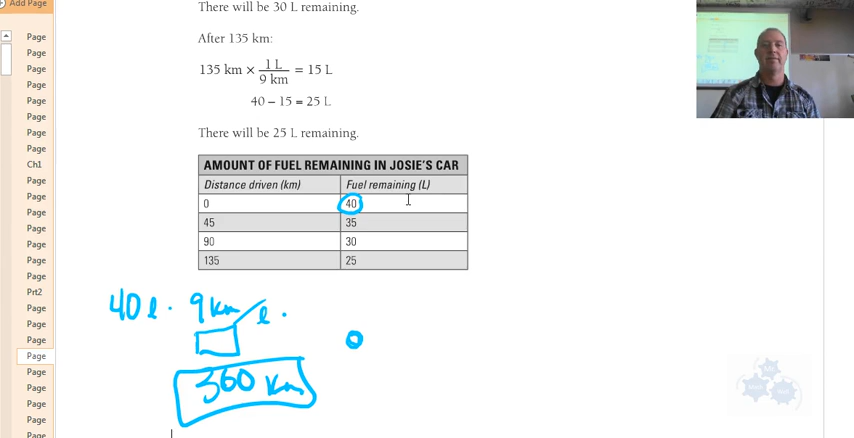 Add Page
There will be 30 L remaining.
After 135 km:
135 km × 1 L / 9 km = 15 L
40 – 15 = 25 L
There will be 25 L remaining.
AMOUNT OF FUEL REMAINING IN JOSIE'S CAR
Distance driven (km) Fuel remaining (L)
0 40
45 35
90 30
135 25
40 l · 9 km/l ·
360 km
Page
Page
Page
Page
Page
Page
Page
Page
Ch1
Page
Page
Page
Page
Page
Page
Page
Prt2
Page
Page
Page
Page
Page
Page
Page
Page
Page